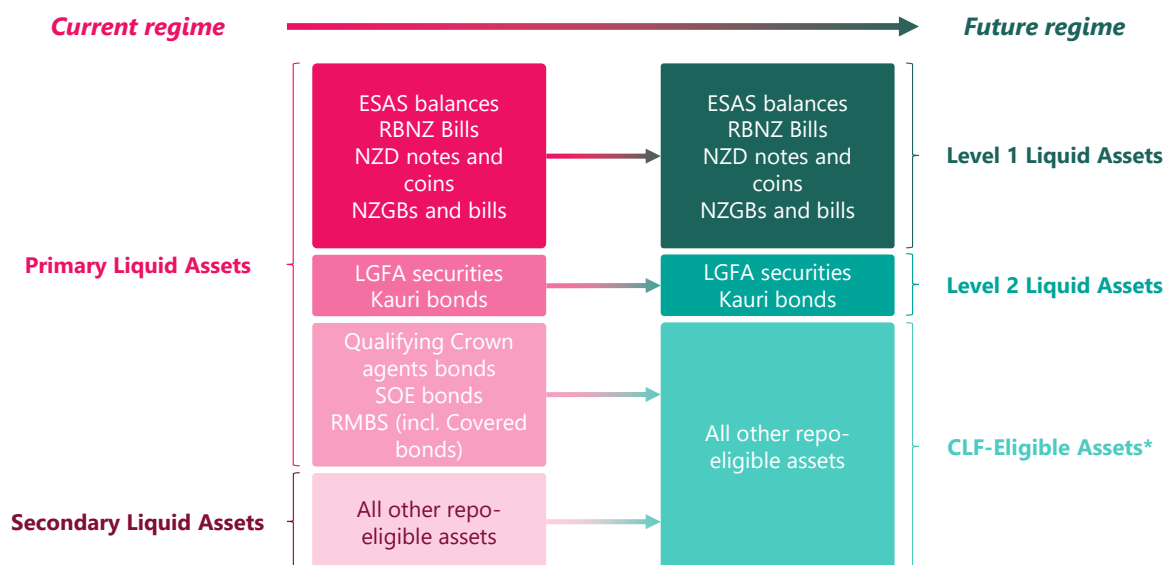 Current regime
Future regime
Primary Liquid Assets
ESAS balances
RBNZ Bills
NZD notes and
coins
NZGBs and bills
ESAS balances
RBNZ Bills
NZD notes and
coins
NZGBs and bills
Level 1 Liquid Assets
LGFA securities
Kauri bonds
LGFA securities
Kauri bonds
Level 2 Liquid Assets
Qualifying Crown
agents bonds
SOE bonds
RMBS (incl. Covered
bonds)
All other repo-
eligible assets
CLF-Eligible Assets*
Secondary Liquid Assets
All other repo-
eligible assets